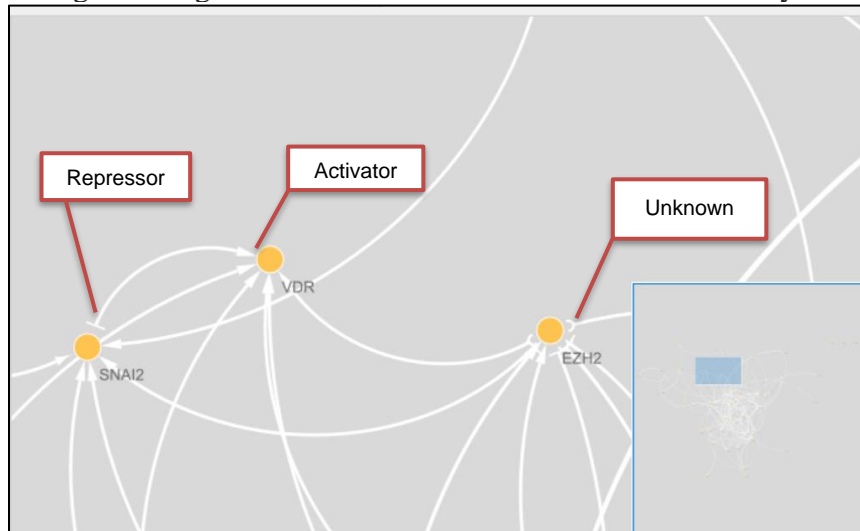 Repressor
Activator
Unknown
VDR
EZH2
SNAI2